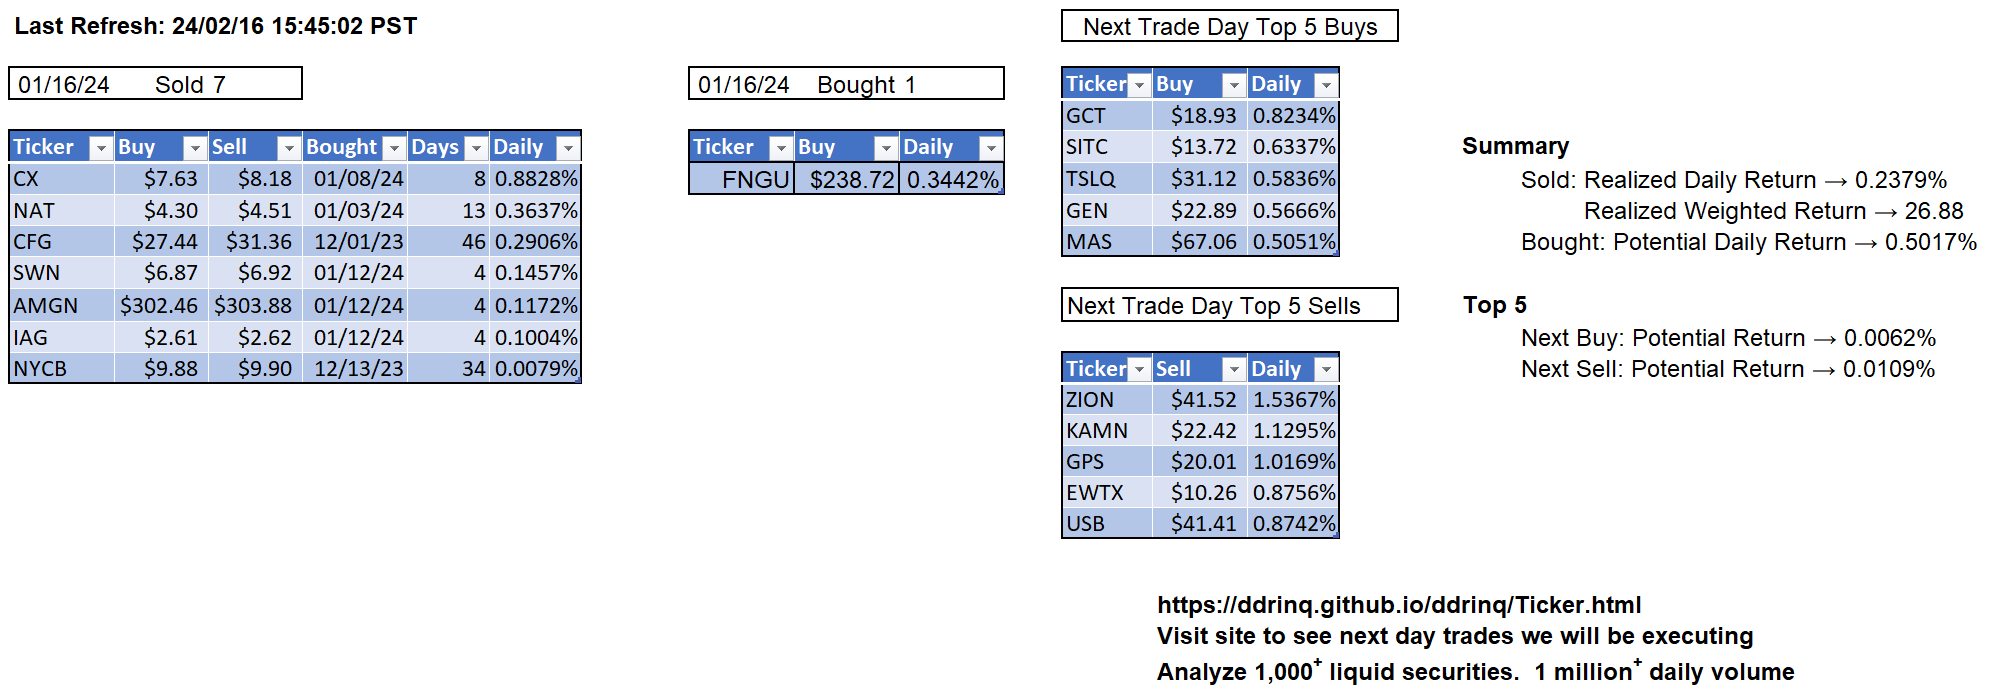 Last Refresh: 24/02/16 15:45:02 PST
01/16/24 Sold 7
Ticker Buy Sell Bought Days Daily
CX $7.63 $8.18 01/08/24 8 0.8828%
NAT $4.30 $4.51 01/03/24 13 0.3637%
CFG $27.44 $31.36 12/01/23 46 0.2906%
SWN $6.87 $6.92 01/12/24 4 0.1457%
AMGN $302.46 $303.88 01/12/24 4 0.1172%
IAG $2.61 $2.62 01/12/24 4 0.1004%
NYCB $9.88 $9.90 12/13/23 34 0.0079%
01/16/24 Bought 1
Ticker Buy Daily
FNGU $238.72 0.3442%
Next Trade Day Top 5 Buys
Ticker Buy Daily
GCT $18.93 0.8234%
SITC $13.72 0.6337%
TSLQ $31.12 0.5836%
GEN $22.89 0.5666%
MAS $67.06 0.5051%
Next Trade Day Top 5 Sells
Ticker Sell Daily
ZION $41.52 1.5367%
KAMN $22.42 1.1295%
GPS $20.01 1.0169%
EWTX $10.26 0.8756%
USB $41.41 0.8742%
Summary
Sold: Realized Daily Return → 0.2379%
Realized Weighted Return → 26.88
Bought: Potential Daily Return → 0.5017%
Top 5
Next Buy: Potential Return → 0.0062%
Next Sell: Potential Return → 0.0109%
https://ddrinq.github.io/ddrinq/Ticker.html
Visit site to see next day trades we will be executing
Analyze 1,000+ liquid securities. 1 million+ daily volume